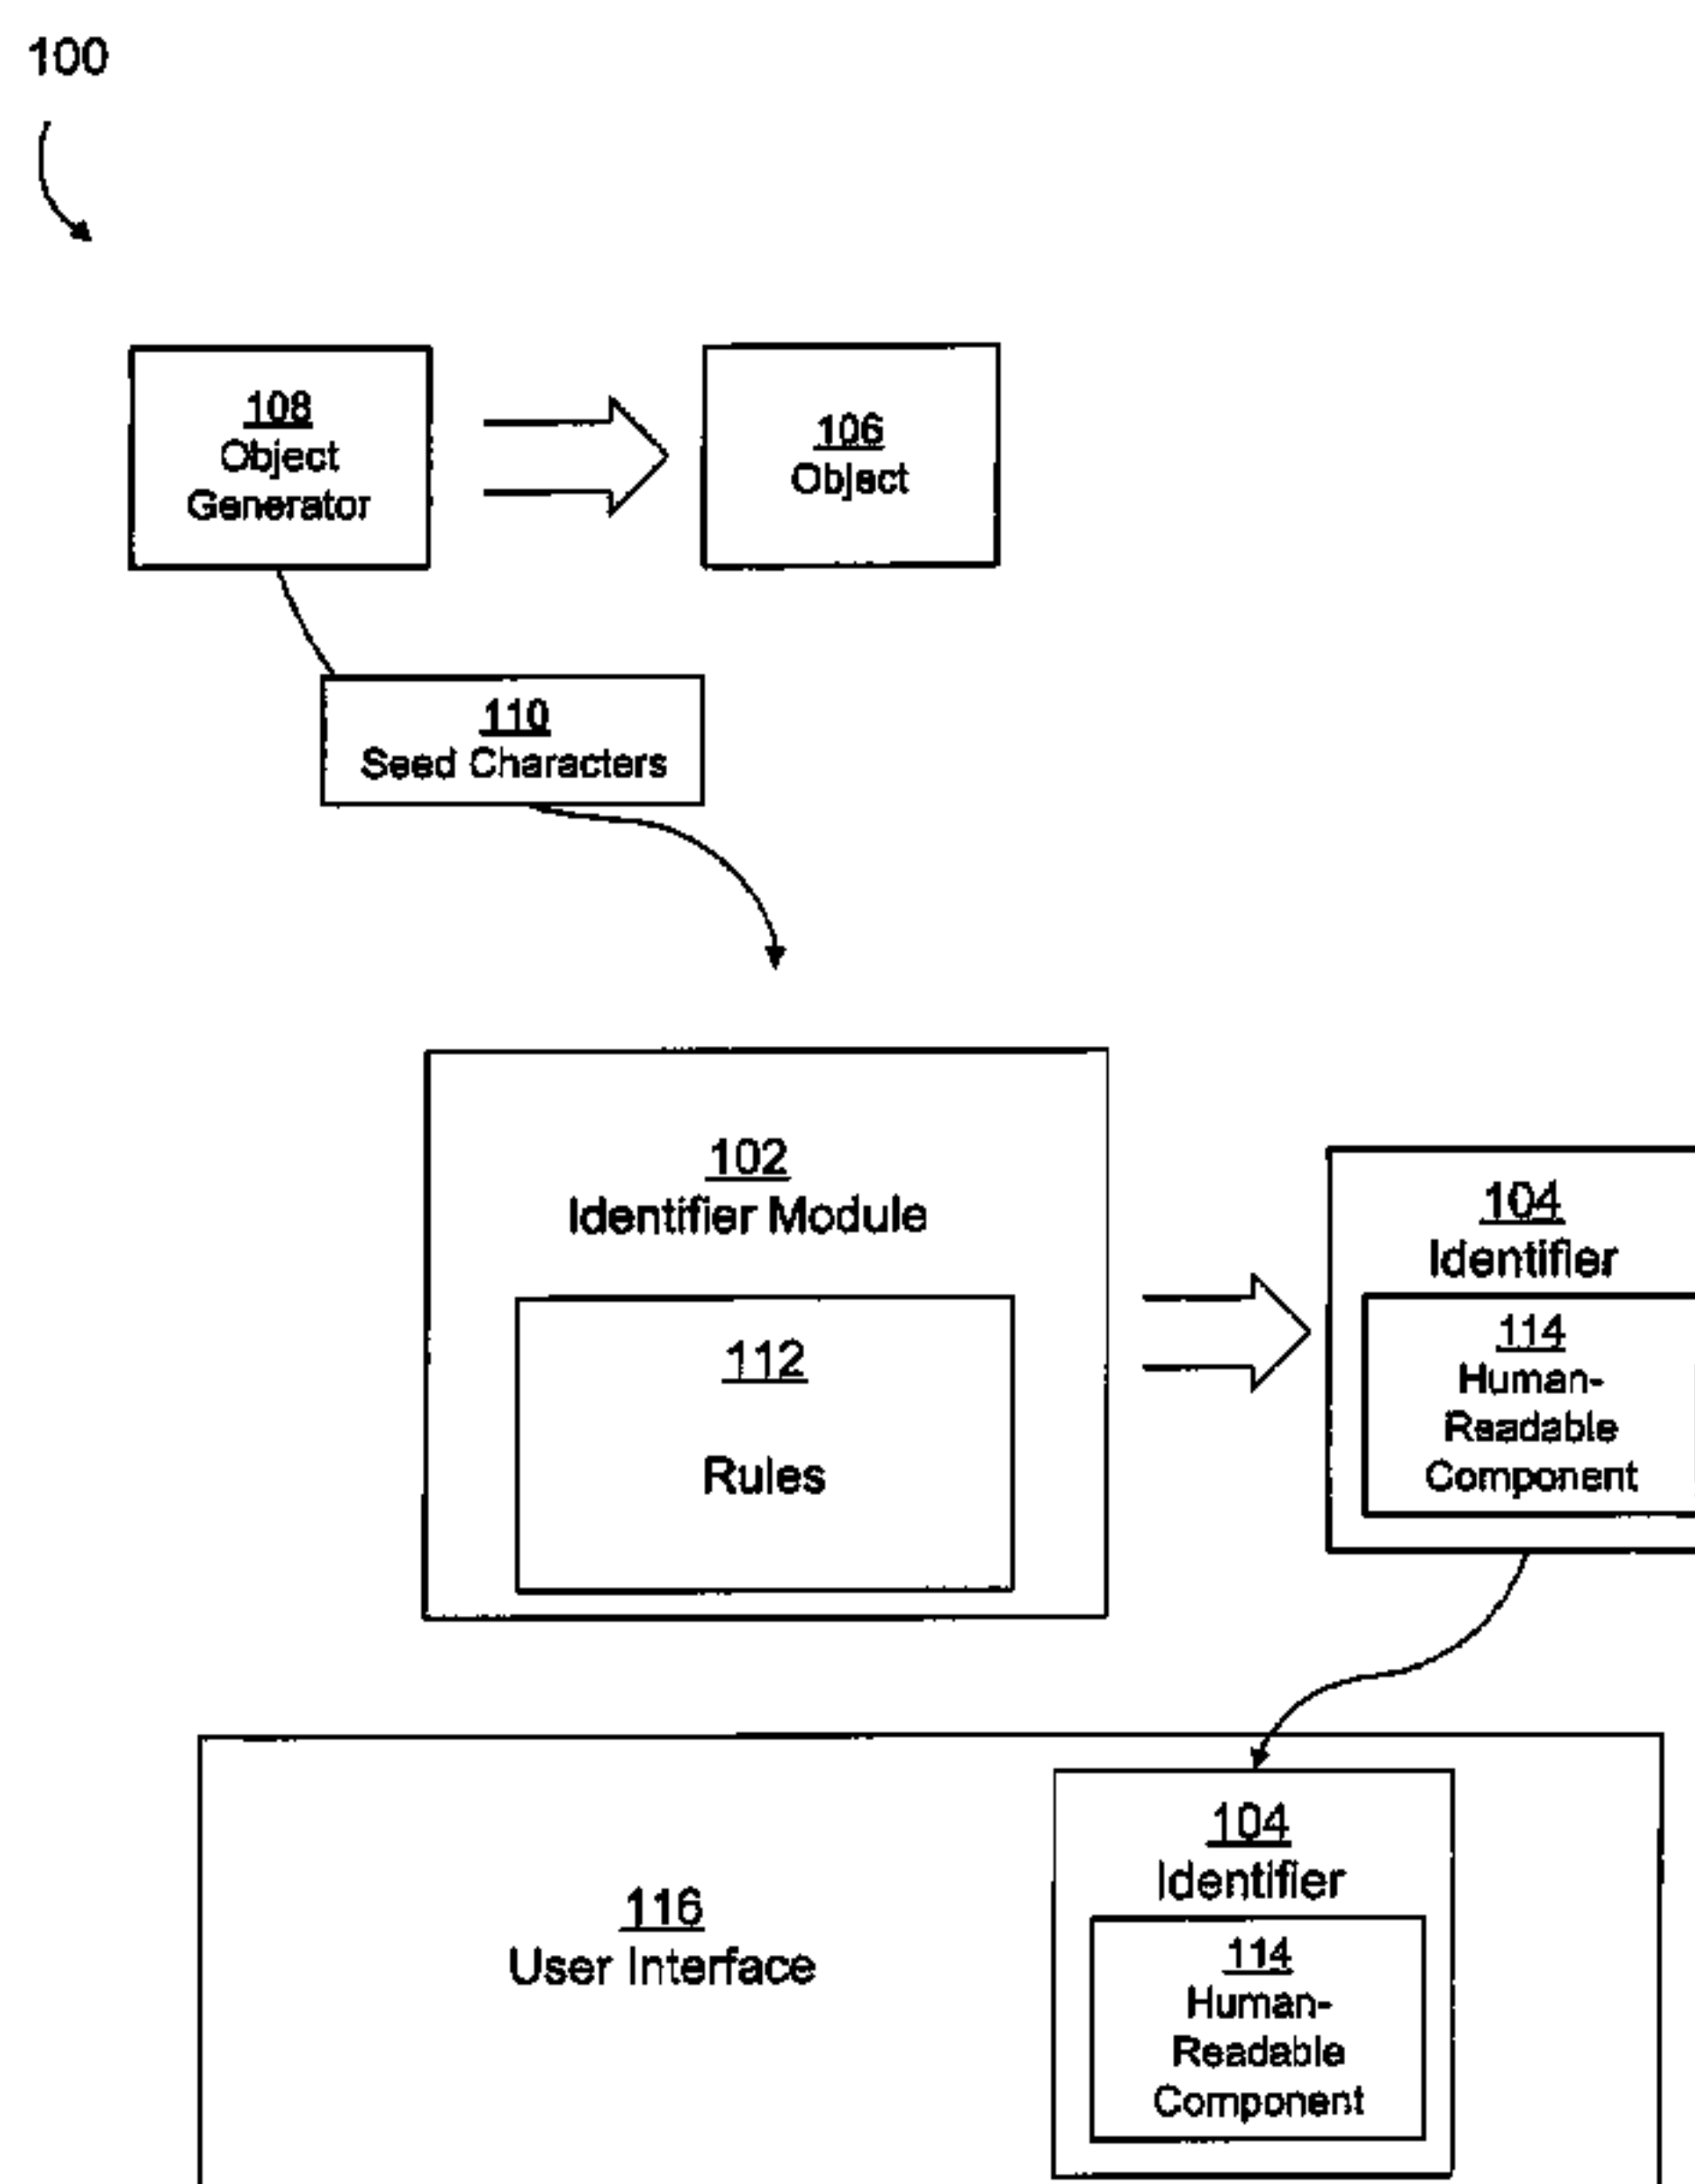 100
108
Object
Generator
106
Object
110
Seed Characters
102
Identifier Module
112
Rules
104
Identifier
114
Human-
Readable
Component
116
User Interface
104
Identifier
114
Human-
Readable
Component